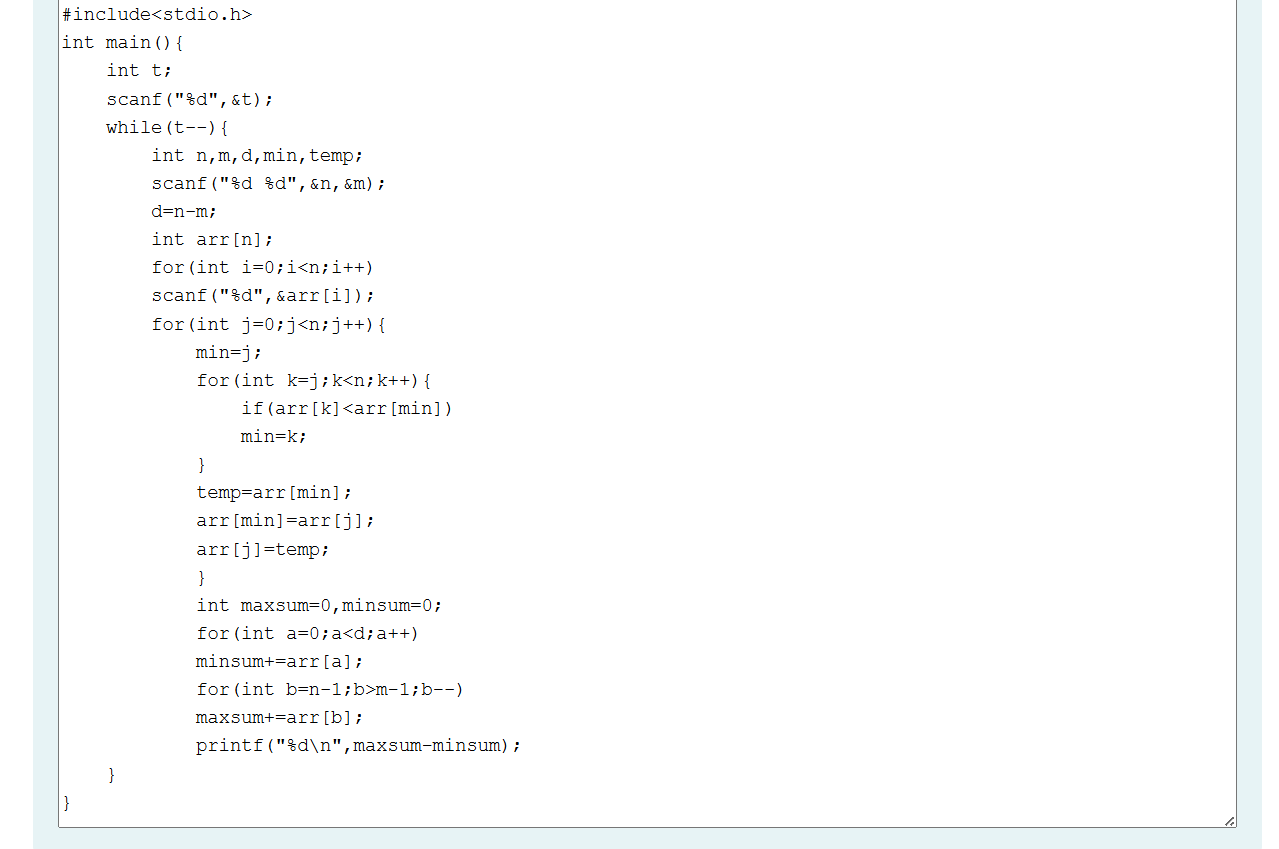 #include<stdio.h>
int main(){
    int t;
    scanf("%d",&t);
    while(t--){
        int n,m,d,min,temp;
        scanf("%d %d",&n,&m);
        d=n-m;
        int arr[n];
        for(int i=0;i<n;i++)
        scanf("%d",&arr[i]);
        for(int j=0;j<n;j++){
            min=j;
            for(int k=j;k<n;k++){
                if(arr[k]<arr[min])
                min=k;
            }
            temp=arr[min];
            arr[min]=arr[j];
            arr[j]=temp;
            }
            int maxsum=0,minsum=0;
            for(int a=0;a<d;a++)
            minsum+=arr[a];
            for(int b=n-1;b>m-1;b--)
            maxsum+=arr[b];
            printf("%d\n",maxsum-minsum);
    }
}